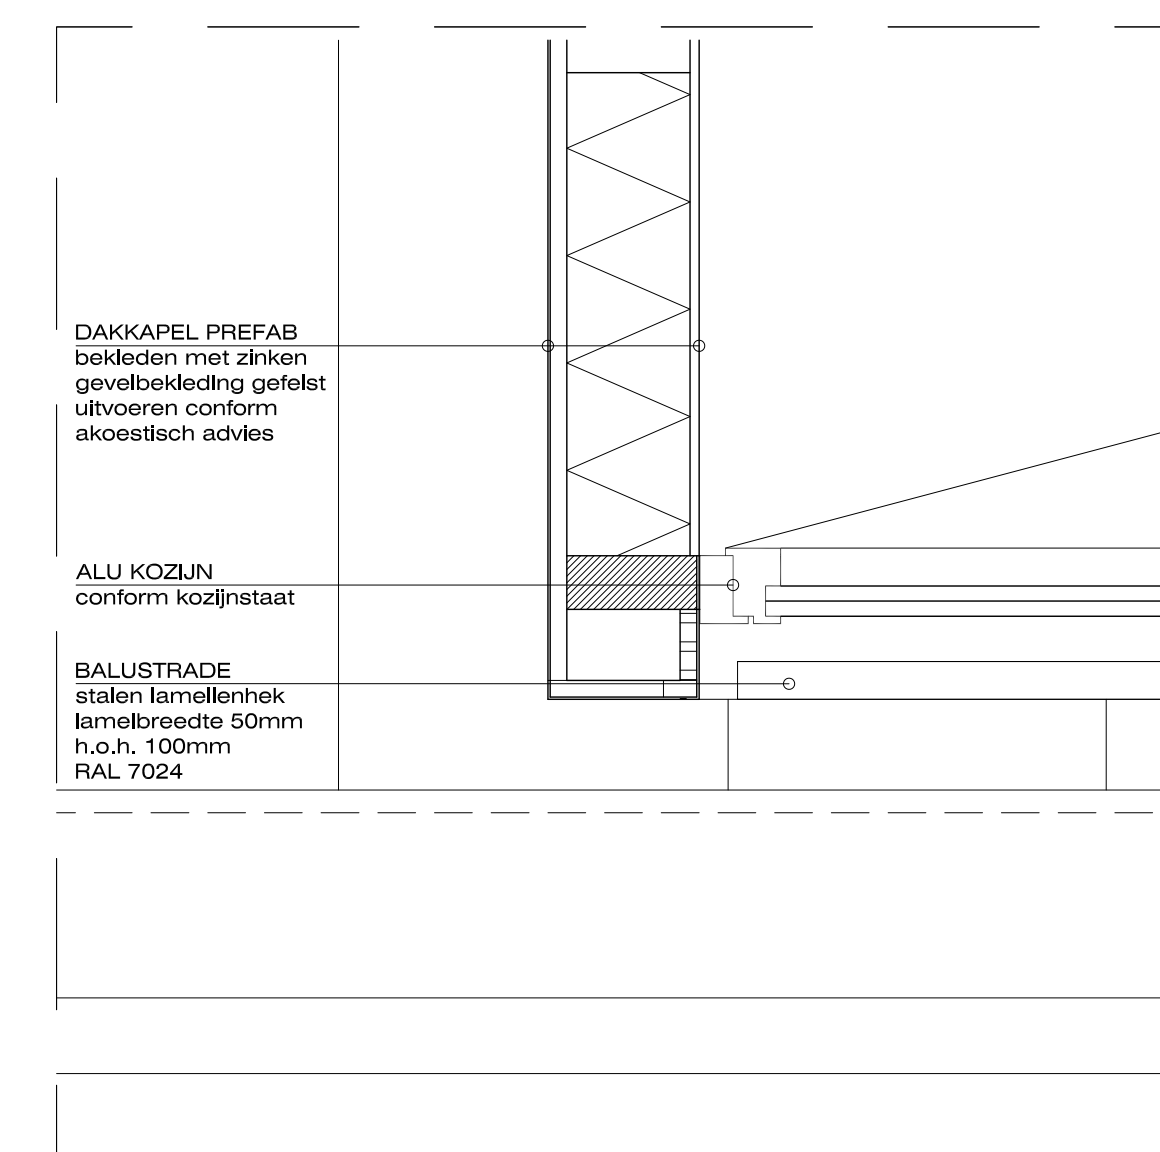 DAKKAPEL PREFAB
bekleden met zinken
gevelbekleding gefelst
uitvoeren conform
akoestisch advies
ALU KOZIJN
conform kozijnstaat
BALUSTRADE
stalen lamellenhek
lamelbreedte 50mm
h.o.h. 100mm
RAL 7024